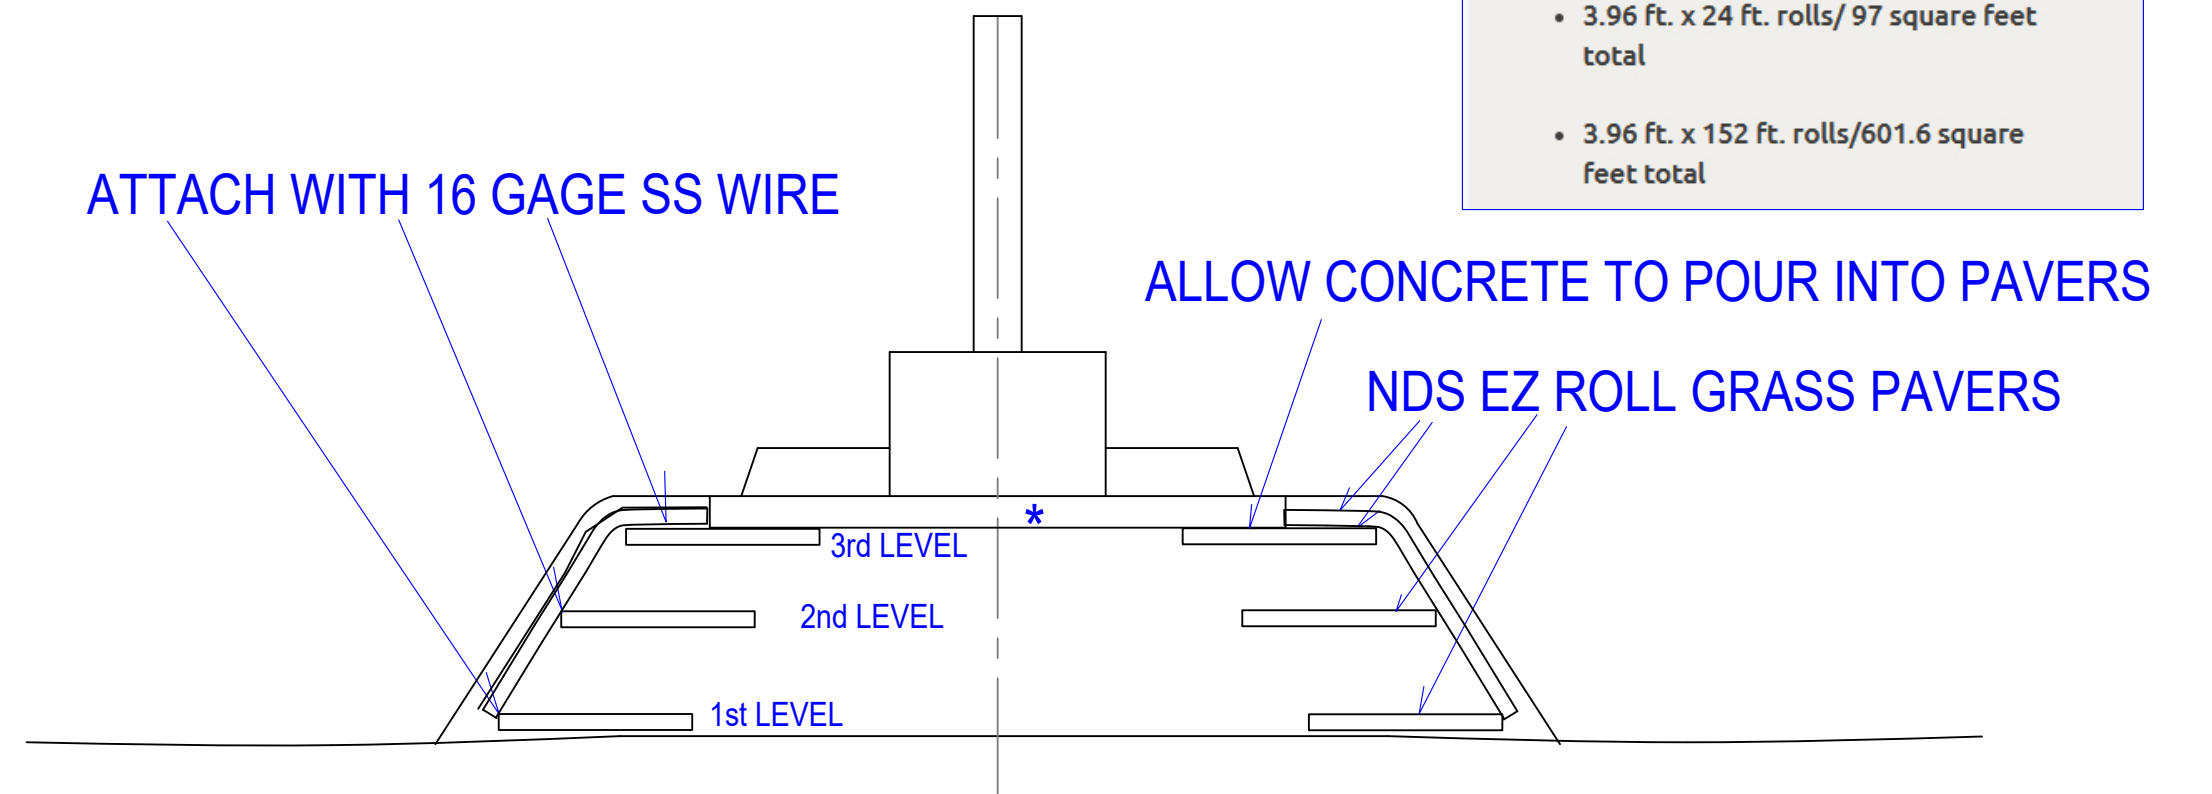 • 3.96 ft. x 24 ft. rolls/ 97 square feet
total
• 3.96 ft. x 152 ft. rolls/601.6 square
feet total
ATTACH WITH 16 GAGE SS WIRE
ALLOW CONCRETE TO POUR INTO PAVERS
NDS EZ ROLL GRASS PAVERS
*
3rd LEVEL
2nd LEVEL
1st LEVEL